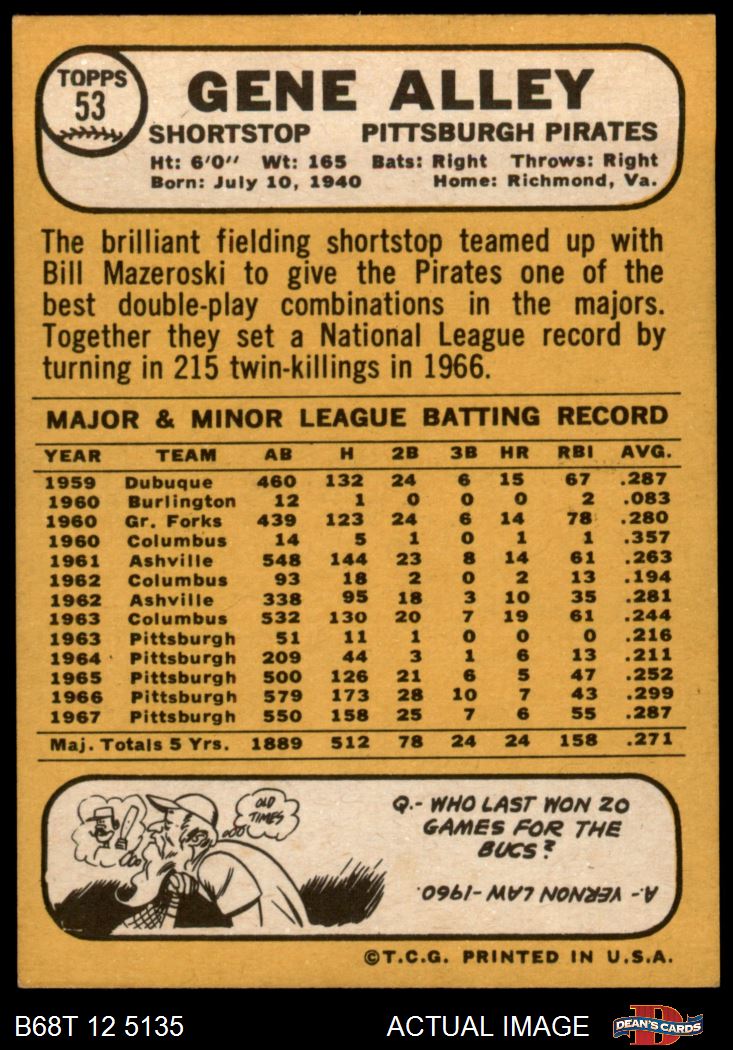 TOPPS
53
GENE ALLEY
SHORTSTOP PITTSBURGH PIRATES
Ht: 6'0'' Wt: 165 Bats: Right Throws: Right
Born: July 10, 1940 Home: Richmond, Va.
The brilliant fielding shortstop teamed up with
Bill Mazeroski to give the Pirates one of the
best double-play combinations in the majors.
Together they set a National League record by
turning in 215 twin-killings in 1966.
MAJOR & MINOR LEAGUE BATTING RECORD
YEAR TEAM AB H 2B 3B HR RBI AVG.
1959 Dubuque 460 132 24 6 15 67 .287
1960 Burlington 12 1 0 0 0 2 .083
1960 Gr. Forks 439 123 24 6 14 78 .280
1960 Columbus 14 5 1 0 1 1 .357
1961 Ashville 548 144 23 8 14 61 .263
1962 Columbus 93 18 2 0 2 13 .194
1962 Ashville 338 95 18 3 10 35 .281
1963 Columbus 532 130 20 7 19 61 .244
1963 Pittsburgh 51 11 1 0 0 0 .216
1964 Pittsburgh 209 44 3 1 6 13 .211
1965 Pittsburgh 500 126 21 6 5 47 .252
1966 Pittsburgh 579 173 28 10 7 43 .299
1967 Pittsburgh 550 158 25 7 6 55 .287
Maj. Totals 5 Yrs. 1889 512 78 24 24 158 .271
OLD
TIMES
Q.- WHO LAST WON 20
GAMES FOR THE
BUCS?
A.- VERNON LAW-1960.
©T.C.G. PRINTED IN U.S.A.
B68T 12 5135 ACTUAL IMAGE
D
DEAN'S CARDS